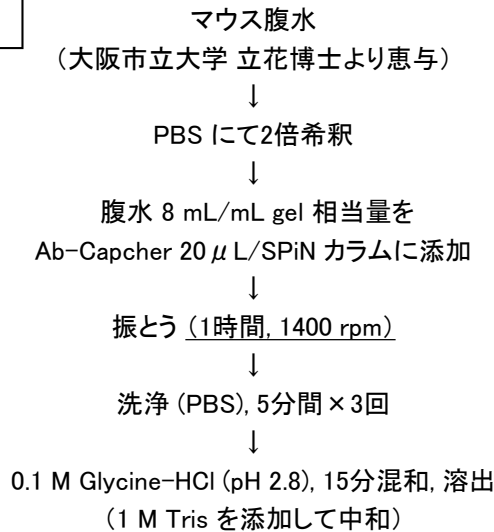 マウス腹水
（大阪市立大学 立花博士より恵与）
↓
PBS にて2倍希釈
↓
腹水 8 mL/mL gel 相当量を
Ab-Capcher 20 μ L/SPiN カラムに添加
↓
振とう (1時間, 1400 rpm)
↓
洗浄 (PBS), 5分間×3回
↓
0.1 M Glycine-HCl (pH 2.8), 15分混和, 溶出
(1 M Tris を添加して中和)